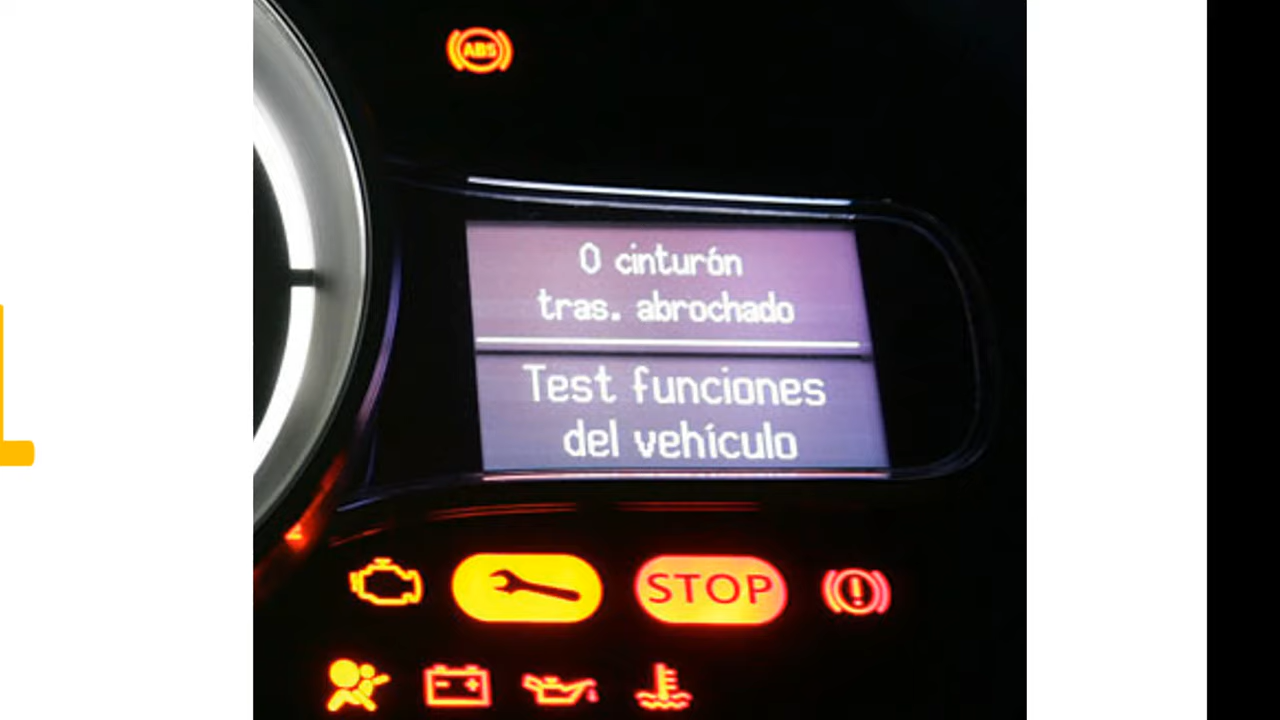 ABS
0 cinturón
tras. abrochado
Test funciones
del vehículo
STOP